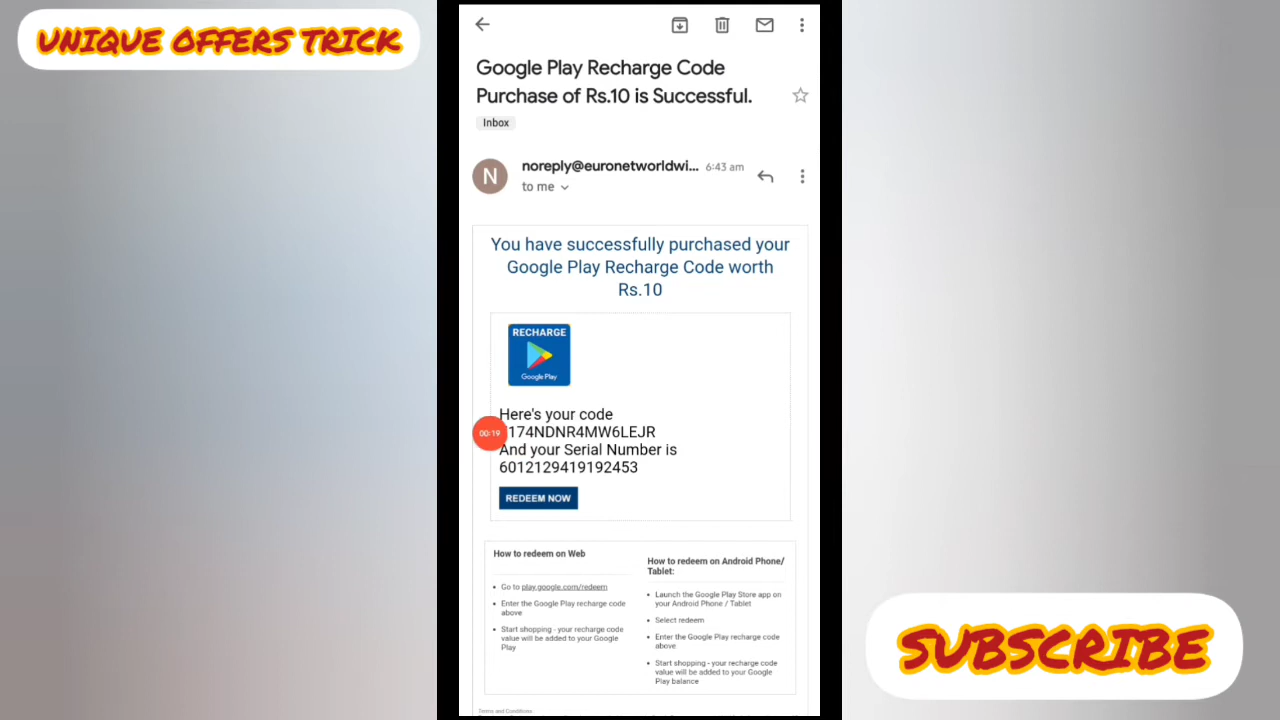 UNIQUE OFFERS TRICK
Google Play Recharge Code
Purchase of Rs.10 is Successful.
Inbox
N
noreply@euronetworldwi...
6:43 am
to me
You have successfully purchased your
Google Play Recharge Code worth
Rs.10
RECHARGE
Google Play
Here's your code
174NDNR4MW6LEJR
00:19
And your Serial Number is
6012129419192453
REDEEM NOW
How to redeem on Web
• Go to play.google.com/redeem
• Enter the Google Play recharge code
above
• Start shopping - your recharge code
value will be added to your Google
Play
How to redeem on Android Phone/
Tablet:
• Launch the Google Play Store app on
your Android Phone / Tablet
• Select redeem
• Enter the Google Play recharge code
above
• Start shopping - your recharge code
value will be added to your Google
Play balance
Terms and Conditions
SUBSCRIBE